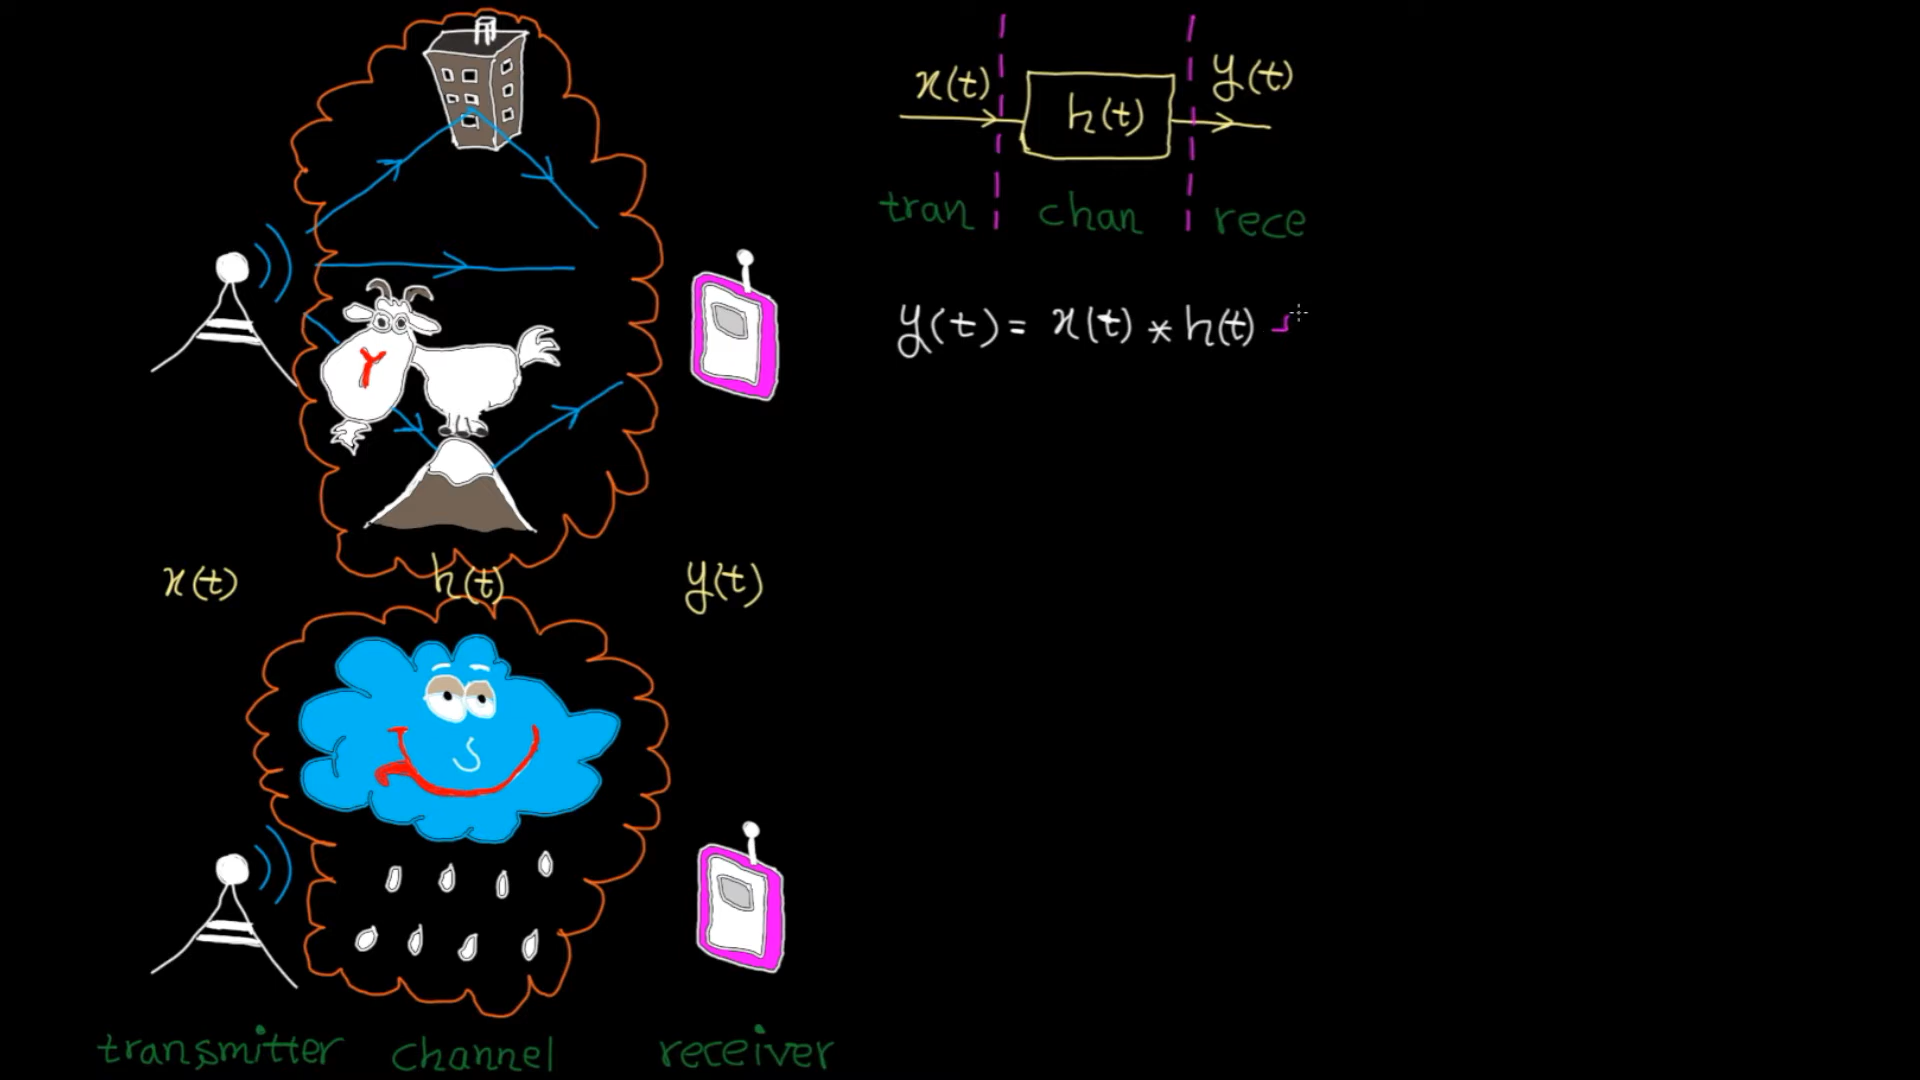 x(t) h(t) y(t)
tran chan rece
y(t) = x(t) * h(t)
x(t) h(t) y(t)
transmitter channel receiver